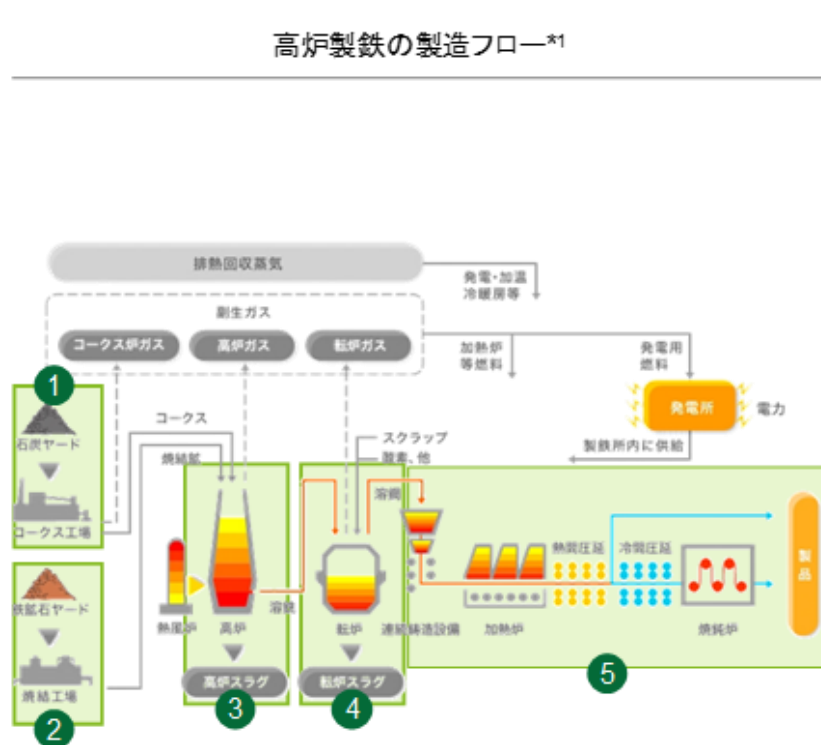 高炉製鉄の製造フロー*1
排熱回収蒸気
発電・加温
冷暖房等
副生ガス
コークス炉ガス
高炉ガス
転炉ガス
加熱炉
等燃料
発電用
燃料
発電所
電力
製鉄所内に供給
1
石炭ヤード
コークス工場
コークス
焼結鉱
スクラップ
酸素、他
溶鋼
鉄鉱石ヤード
焼結工場
2
熱風炉
高炉
溶銑
高炉スラグ
3
転炉
転炉スラグ
4
連続鋳造設備
加熱炉
熱間圧延
冷間圧延
焼鈍炉
製品
5